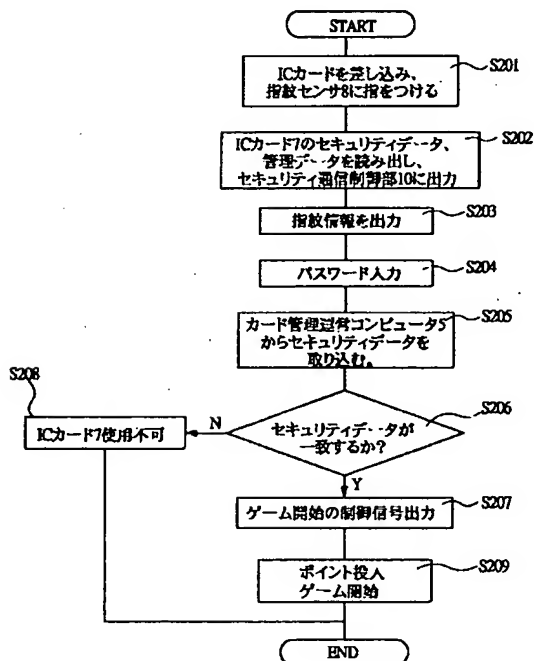 START
ICカードを差し込み、
指紋センサ8に指をつける
S201
ICカード7のセキュリティデータ、
管理データを読み出し、
セキュリティ通信制御部10に出力
S202
指紋情報を出力
S203
パスワード入力
S204
カード管理運営コンピュータ5
からセキュリティデータを
取り込む。
S205
セキュリティデータが
一致するか?
S206
N
ICカード7使用不可
S208
Y
ゲーム開始の制御信号出力
S207
ポイント投入
ゲーム開始
S209
END